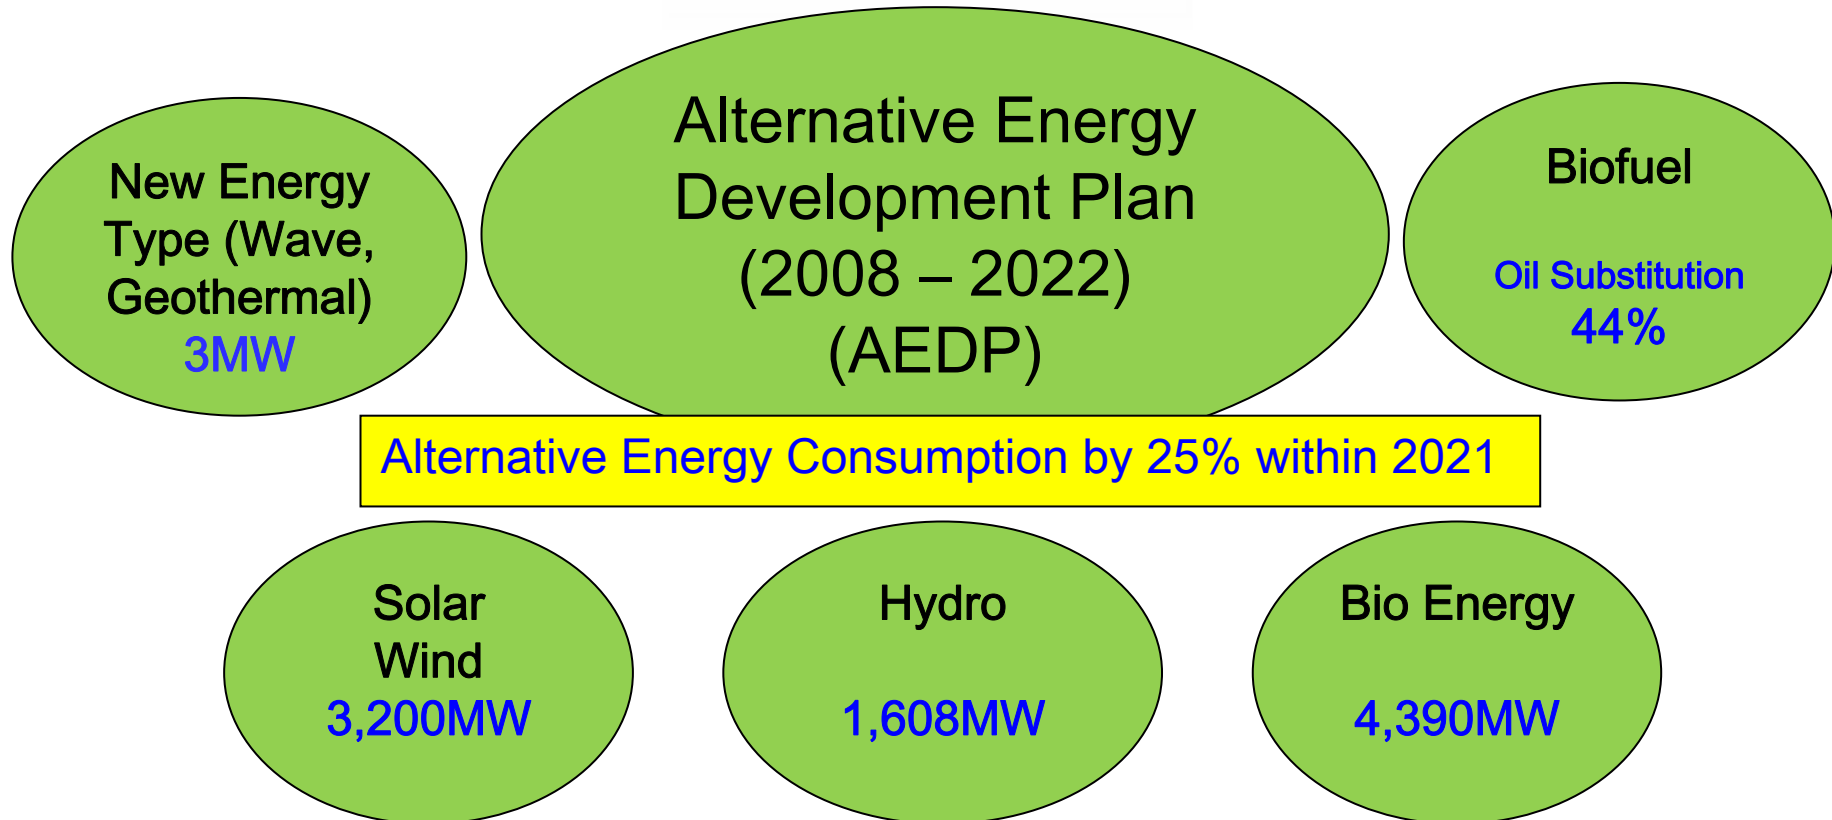 New Energy
Type (Wave,
Geothermal)
3MW
Alternative Energy
Development Plan
(2008 – 2022)
(AEDP)
Biofuel
Oil Substitution
44%
Alternative Energy Consumption by 25% within 2021
Solar
Wind
3,200MW
Hydro
1,608MW
Bio Energy
4,390MW